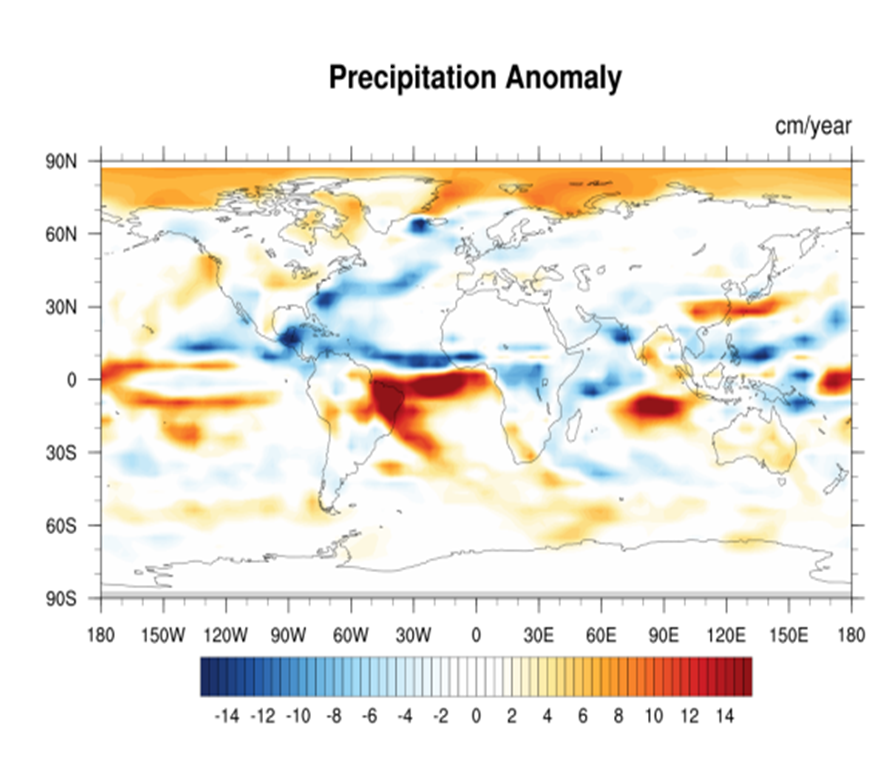 Precipitation Anomaly
cm/year
90N
60N
30N
0
30S
60S
90S
180 150W 120W 90W 60W 30W 0 30E 60E 90E 120E 150E 180
-14 -12 -10 -8 -6 -4 -2 0 2 4 6 8 10 12 14